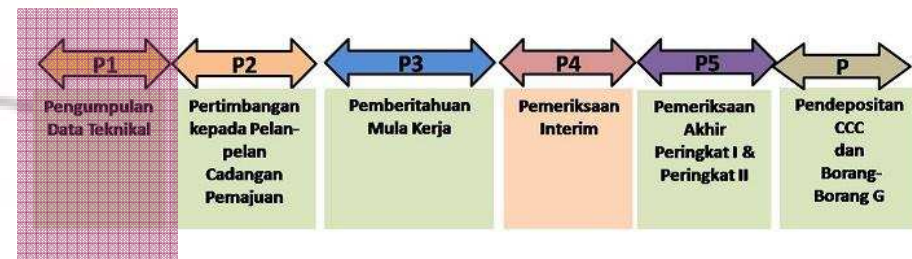 P1
Pengumpulan
Data Teknikal
P2
Pertimbangan
kepada Pelan-
pelan
Cadangan
Pemajuan
P3
Pemberitahuan
Mula Kerja
P4
Pemeriksaan
Interim
P5
Pemeriksaan
Akhir
Peringkat I &
Peringkat II
P
Pendepositan
CCC
dan
Borang-
Borang G